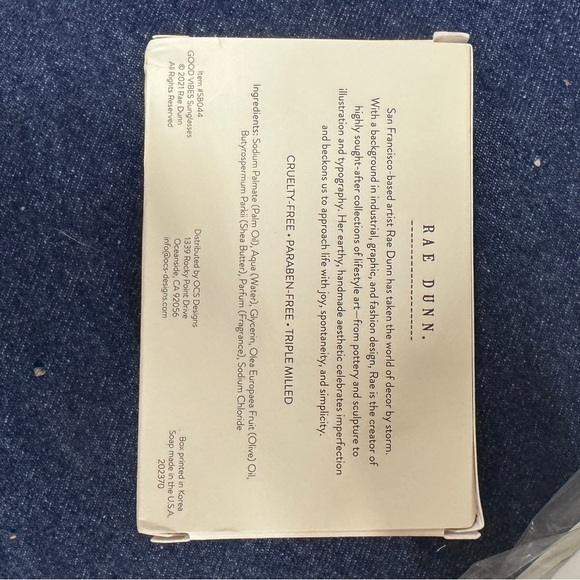 RAE DUNN.
San Francisco-based artist Rae Dunn has taken the world of decor by storm.
With a background in industrial, graphic, and fashion design, Rae is the creator of
highly sought-after collections of lifestyle art—from pottery and sculpture to
illustration and typography. Her earthy, handmade aesthetic celebrates imperfection
and beckons us to approach life with joy, spontaneity, and simplicity.
CRUELTY-FREE • PARABEN-FREE • TRIPLE MILLED
Ingredients: Sodium Palmate (Palm Oil), Aqua (Water), Glycerin, Olea Europaea Fruit (Olive) Oil,
Butyrospermum Parkii (Shea Butter), Parfum (Fragrance), Sodium Chloride
Item #58044
GOOD VIBES Sunglasses
© 2021 Rae Dunn
All Rights Reserved
Distributed by OCS Designs
1339 Rocky Point Drive
Oceanside, CA 92056
info@ocs-designs.com
Box printed in Korea
Soap made in the U.S.A.
202370